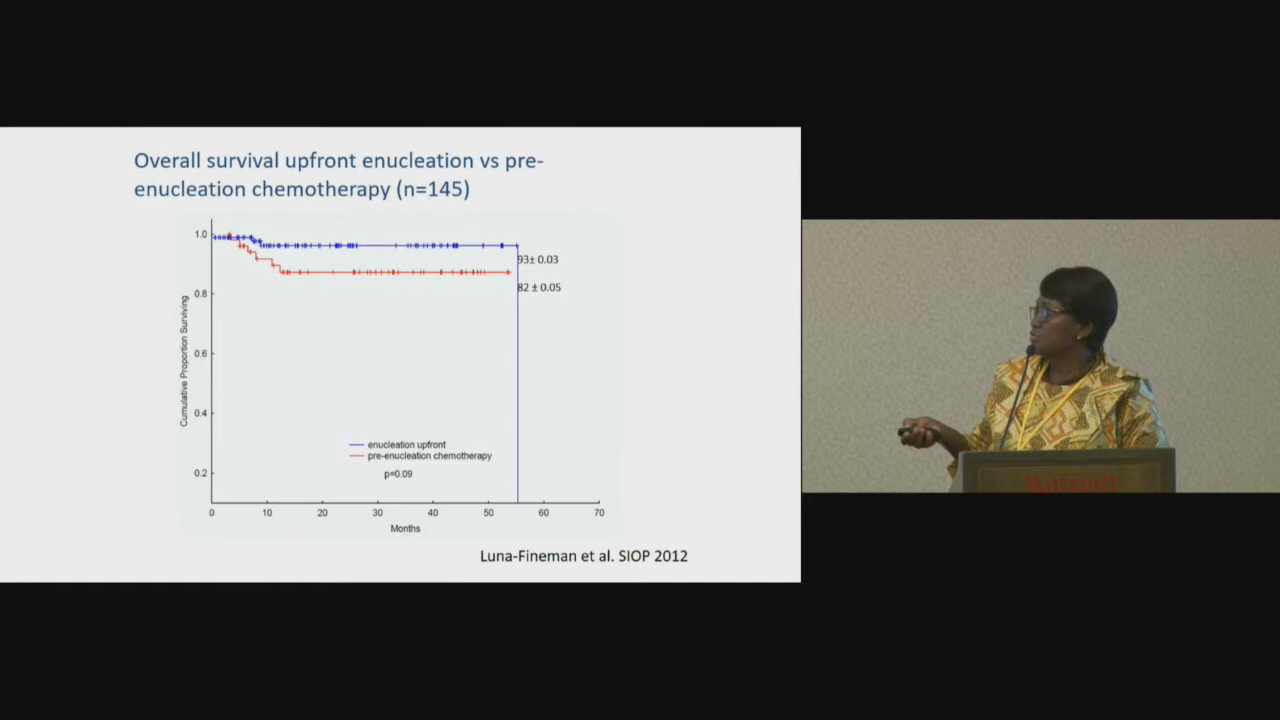 Overall survival upfront enucleation vs pre-
enucleation chemotherapy (n=145)
1.0
0.8
0.6
0.4
0.2
Cumulative Proportion Surviving
93± 0.03
82 ± 0.05
enucleation upfront
pre-enucleation chemotherapy
p=0.09
0 10 20 30 40 50 60 70
Months
Luna-Fineman et al. SIOP 2012
Marriott